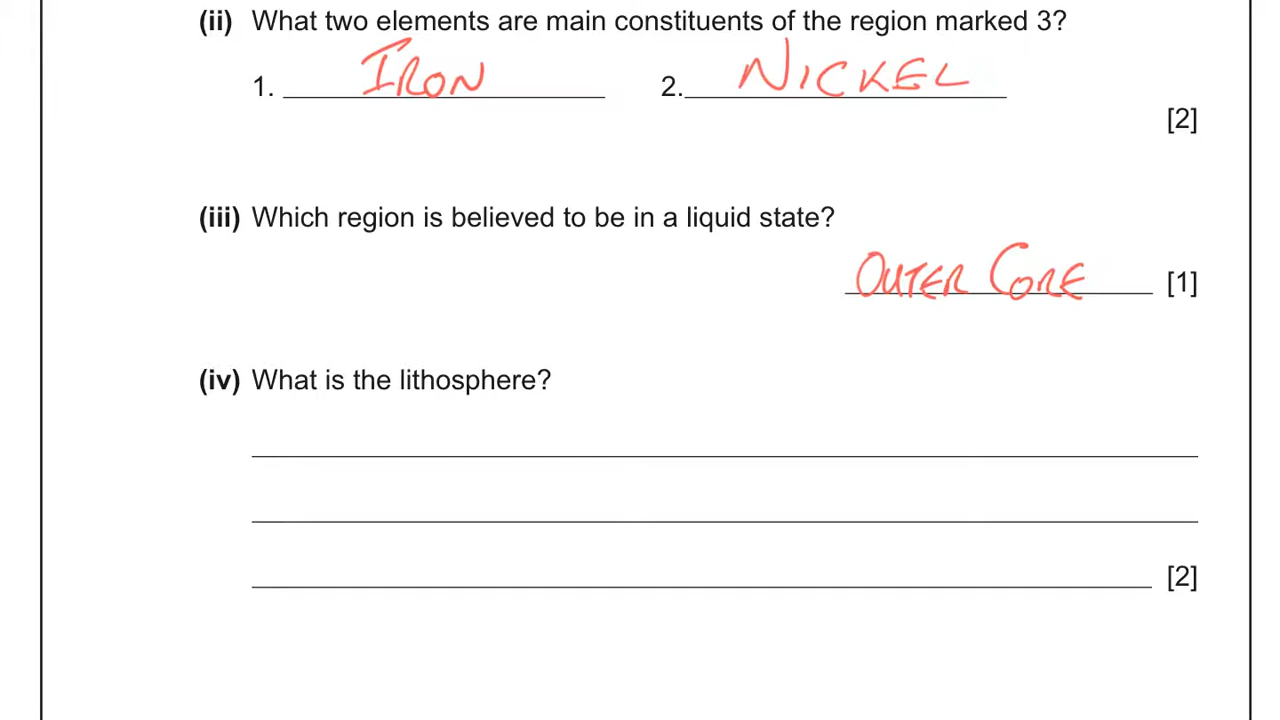 (ii) What two elements are main constituents of the region marked 3?
1. IRON 2. NICKEL
[2]
(iii) Which region is believed to be in a liquid state?
OUTER CORE [1]
(iv) What is the lithosphere?
[2]